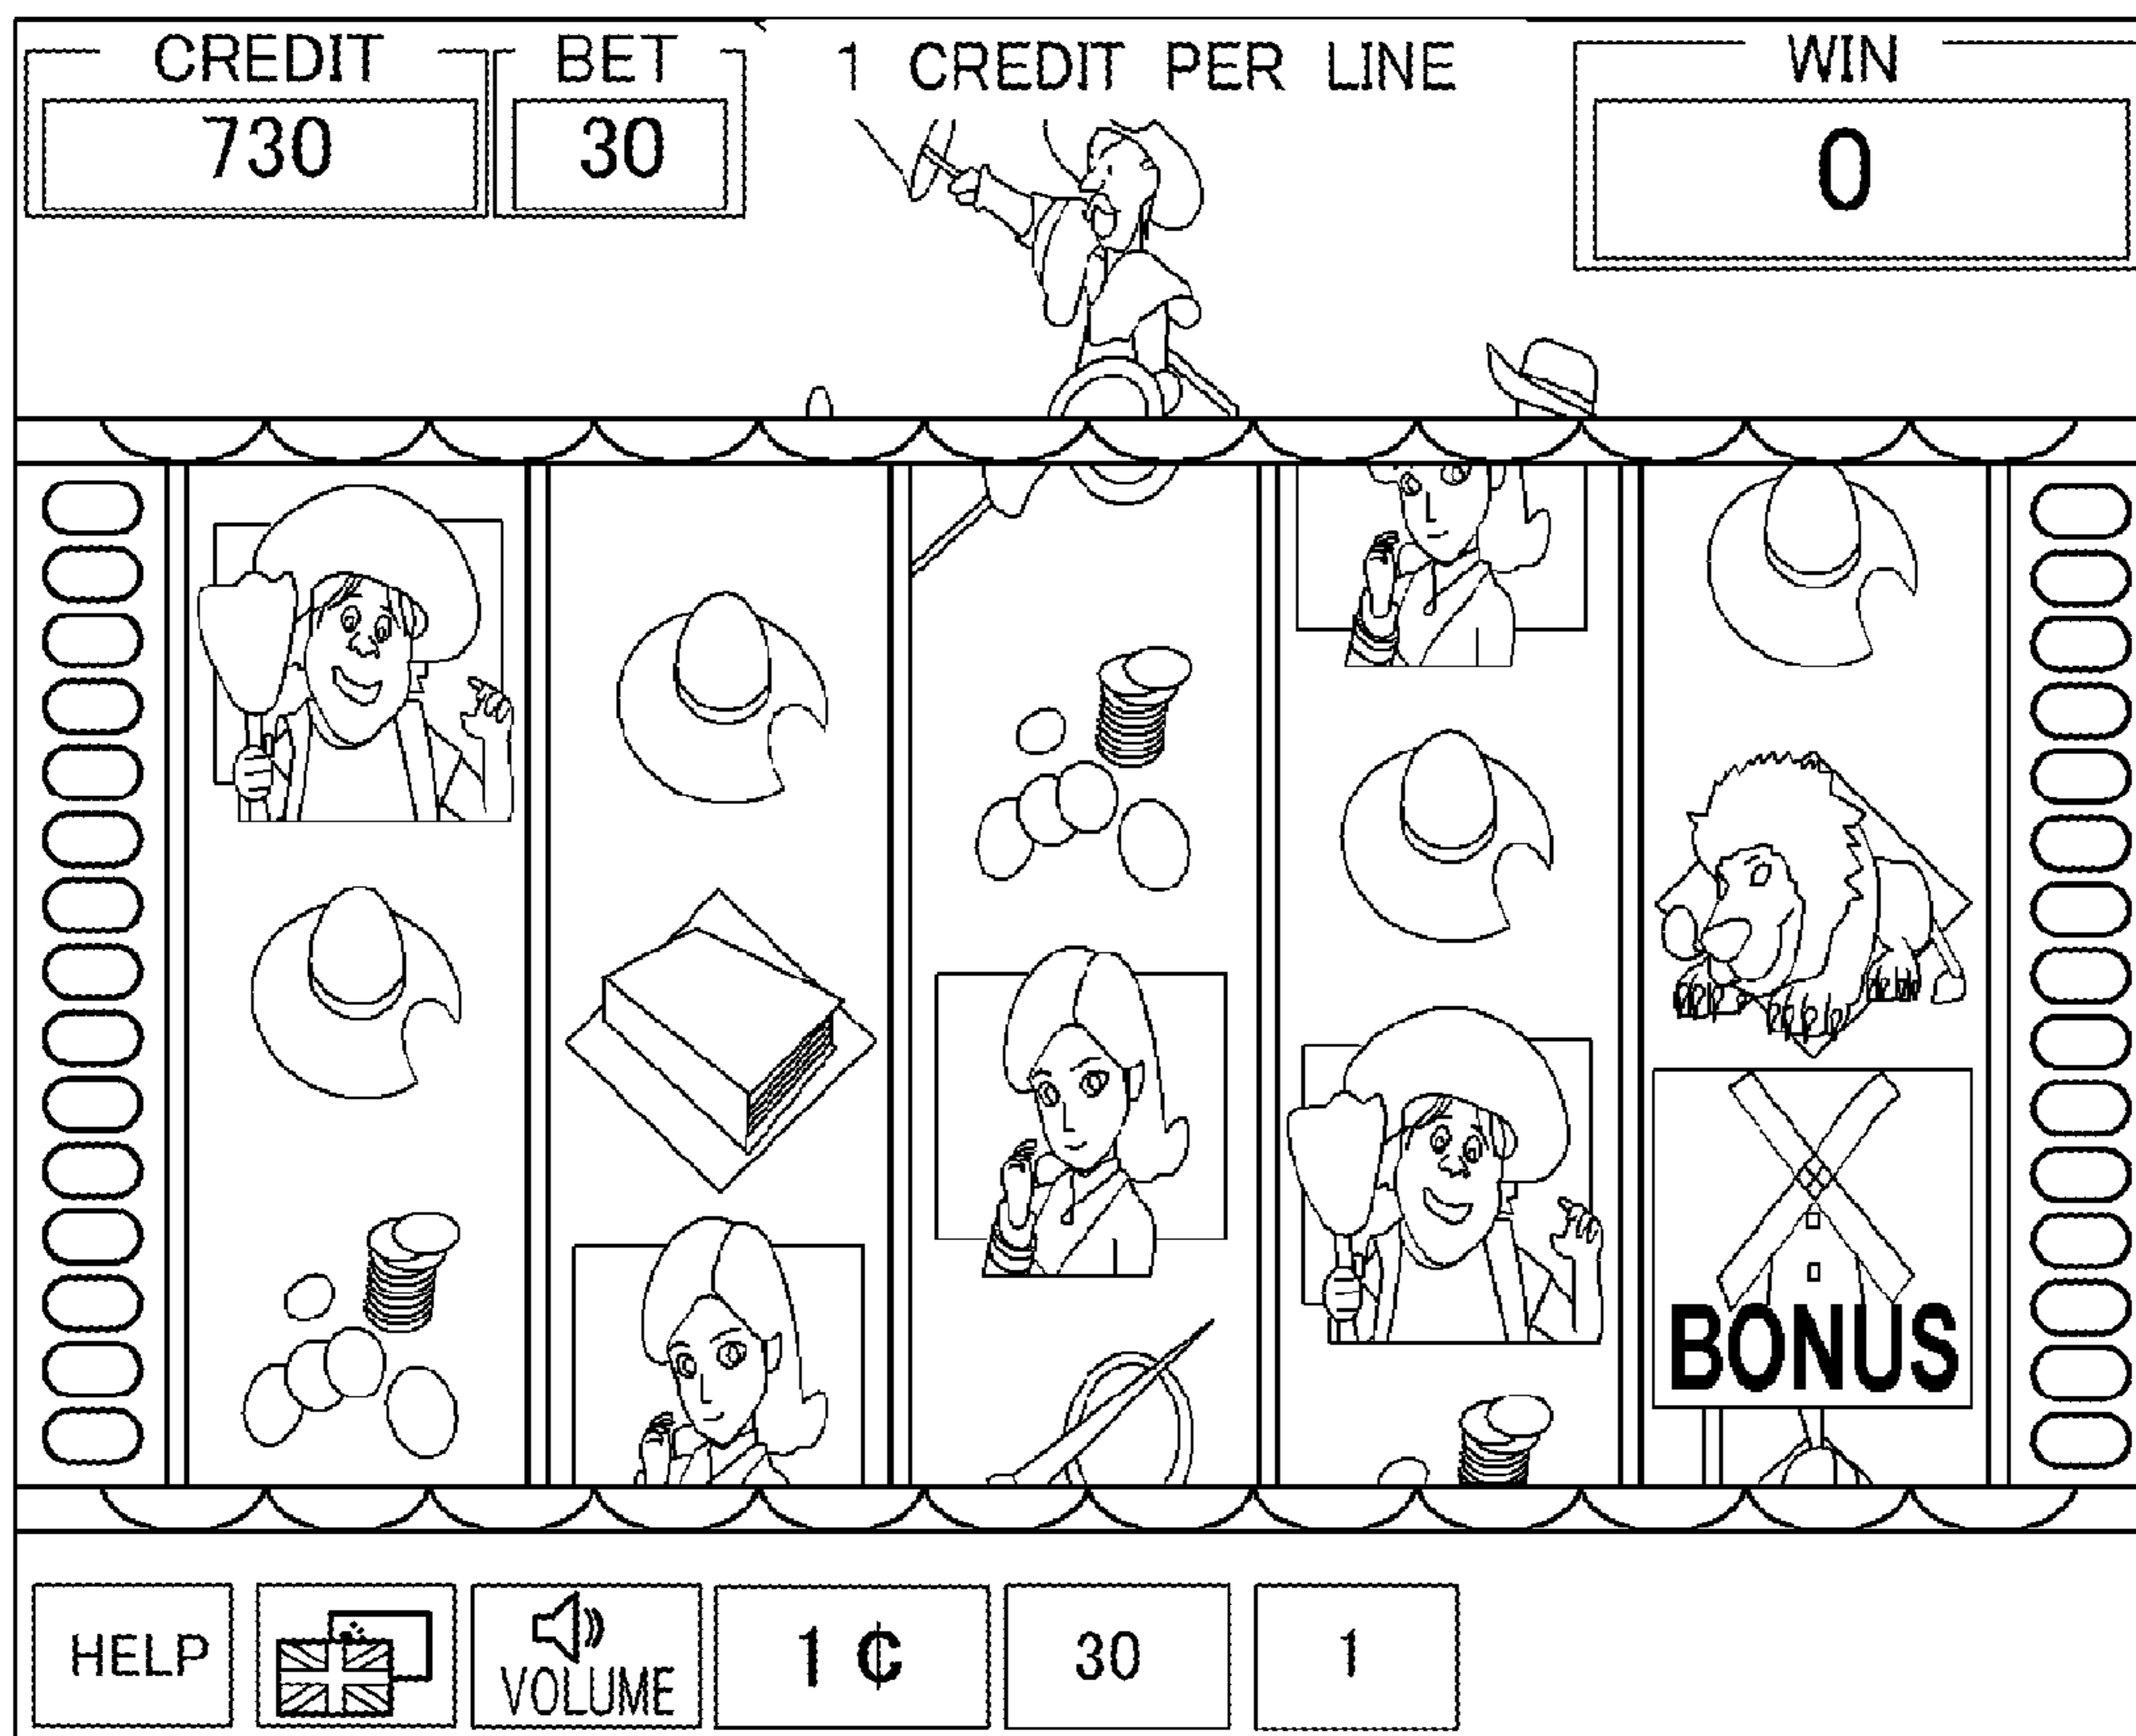 CREDIT BET 1 CREDIT PER LINE WIN
730 30 0
BONUS
HELP VOLUME 1 ¢ 30 1